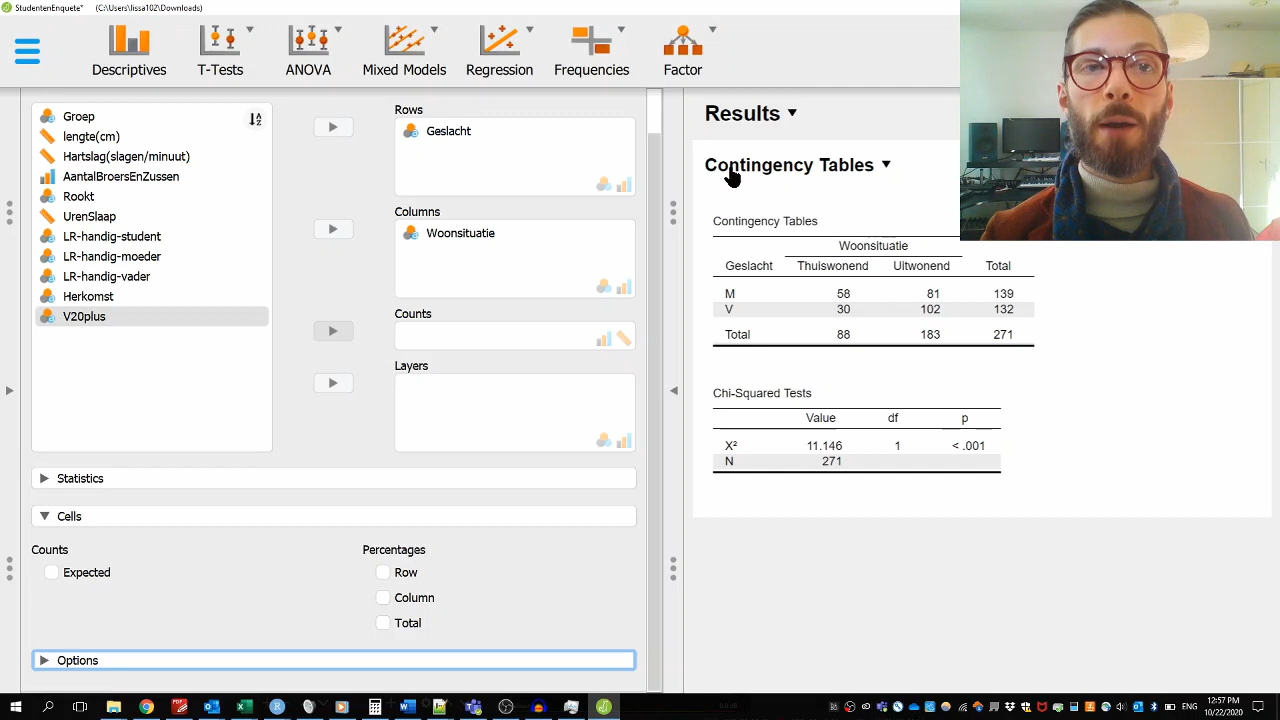 StudentenEnquete* (C:\Users\lissa102\Downloads)
Descriptives T-Tests ANOVA Mixed Models Regression Frequencies Factor
Groep
lengte(cm)
Hartslag(slagen/minuut)
AantalBroersEnZussen
Rookt
UrenSlaap
LR-handig-student
LR-handig-moeder
LR-handig-vader
Herkomst
V20plus
Rows
Geslacht
Columns
Woonsituatie
Counts
Layers
Statistics
Cells
Counts Percentages
Expected Row
Column
Total
Options
Results
Contingency Tables
Contingency Tables
Woonsituatie
Geslacht Thuiswonend Uitwonend Total
M 58 81 139
V 30 102 132
Total 88 183 271
Chi-Squared Tests
Value df p
X² 11.146 1 < .001
N 271
12:57 PM
10/22/2020